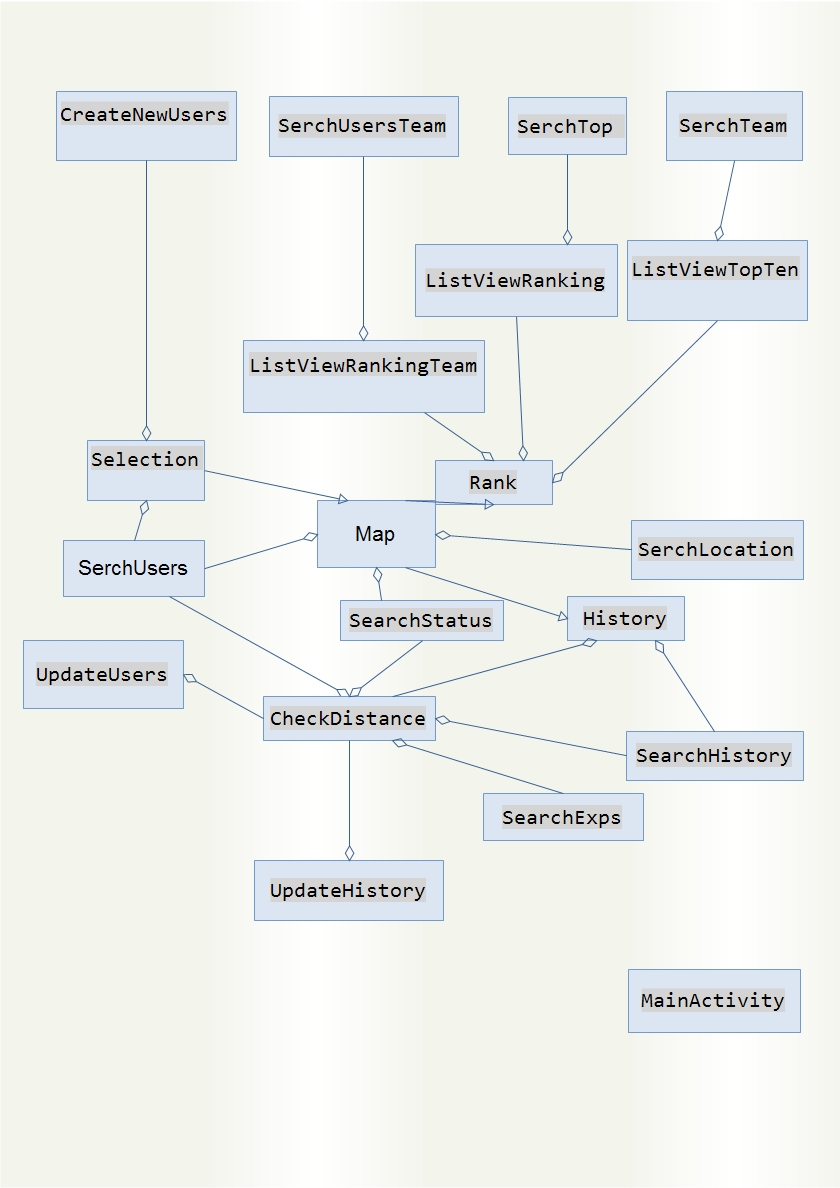 CreateNewUsers
SerchUsersTeam
SerchTop
SerchTeam
ListViewRanking
ListViewTopTen
ListViewRankingTeam
Selection
Rank
Map
SerchLocation
SerchUsers
SearchStatus
History
UpdateUsers
CheckDistance
SearchHistory
SearchExps
UpdateHistory
MainActivity